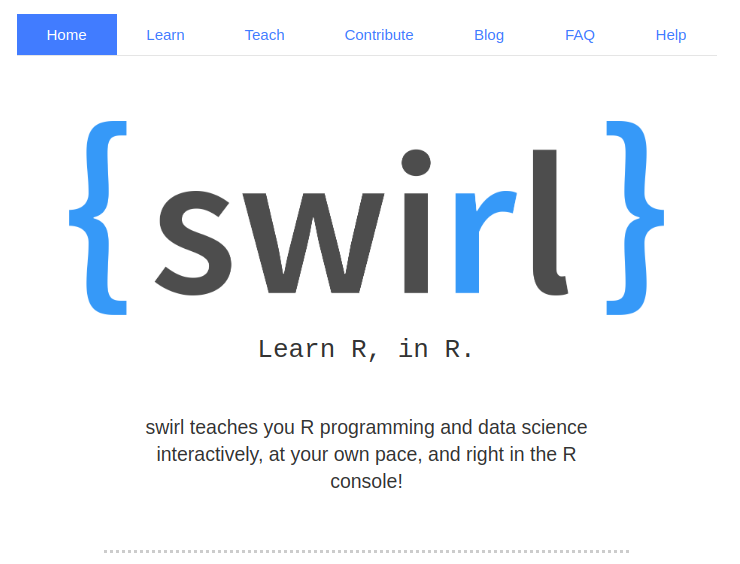 Home Learn Teach Contribute Blog FAQ Help
{swirl}
Learn R, in R.
swirl teaches you R programming and data science
interactively, at your own pace, and right in the R
console!